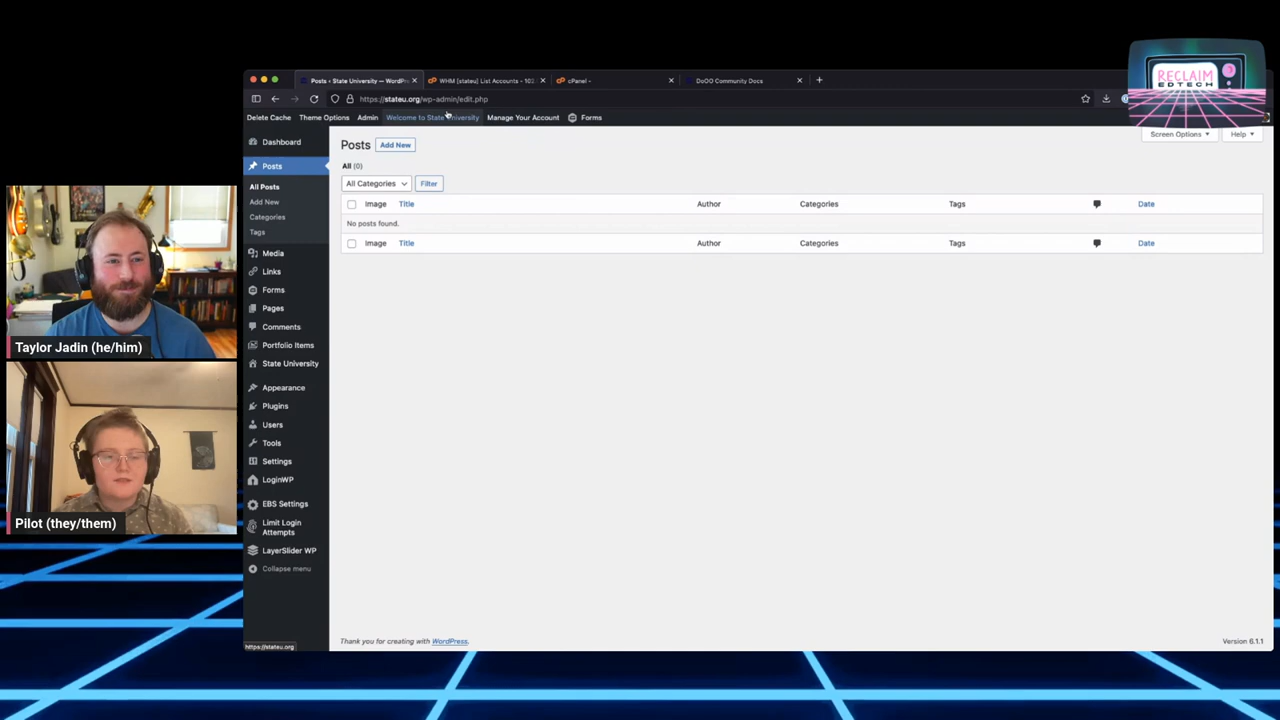 RECLAIM
EDTECH
Posts ‹ State University — WordPr
WHM [stateu] List Accounts - 10
cPanel -
DoOO Community Docs
https://stateu.org/wp-admin/edit.php
Delete Cache
Theme Options
Admin
Welcome to State University
Manage Your Account
Forms
Screen Options
Help
Dashboard
Posts
All Posts
Add New
Categories
Tags
Media
Links
Forms
Pages
Comments
Portfolio Items
State University
Appearance
Plugins
Users
Tools
Settings
LoginWP
EBS Settings
Limit Login
Attempts
LayerSlider WP
Collapse menu
https://stateu.org
Posts
Add New
All (0)
All Categories
Filter
Image Title Author Categories Tags Date
No posts found.
Image Title Author Categories Tags Date
Thank you for creating with WordPress.
Version 6.1.1
Taylor Jadin (he/him)
Pilot (they/them)